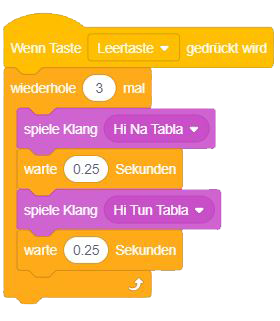 Wenn Taste Leertaste gedrückt wird
wiederhole 3 mal
spiele Klang Hi Na Tabla
warte 0.25 Sekunden
spiele Klang Hi Tun Tabla
warte 0.25 Sekunden